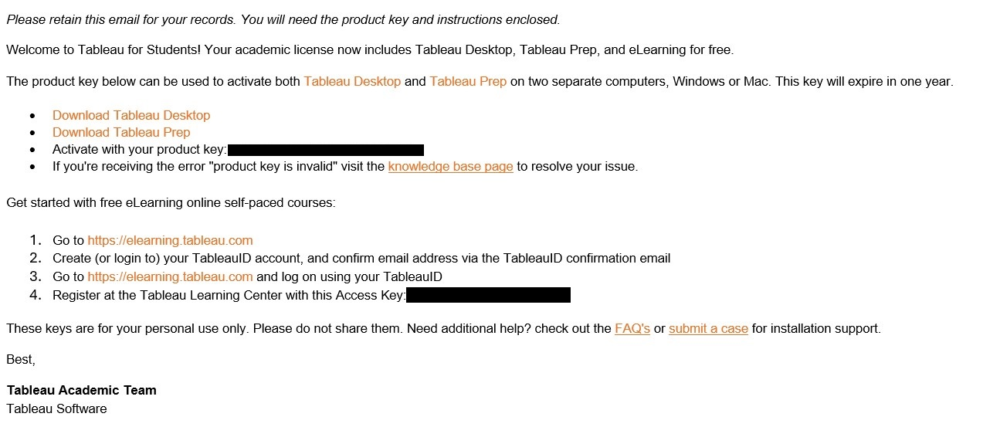 Please retain this email for your records. You will need the product key and instructions enclosed.
Welcome to Tableau for Students! Your academic license now includes Tableau Desktop, Tableau Prep, and eLearning for free.
The product key below can be used to activate both Tableau Desktop and Tableau Prep on two separate computers, Windows or Mac. This key will expire in one year.
• Download Tableau Desktop
• Download Tableau Prep
• Activate with your product key:
• If you're receiving the error "product key is invalid" visit the knowledge base page to resolve your issue.
Get started with free eLearning online self-paced courses:
1. Go to https://elearning.tableau.com
2. Create (or login to) your TableauID account, and confirm email address via the TableauID confirmation email
3. Go to https://elearning.tableau.com and log on using your TableauID
4. Register at the Tableau Learning Center with this Access Key:
These keys are for your personal use only. Please do not share them. Need additional help? check out the FAQ's or submit a case for installation support.
Best,
Tableau Academic Team
Tableau Software